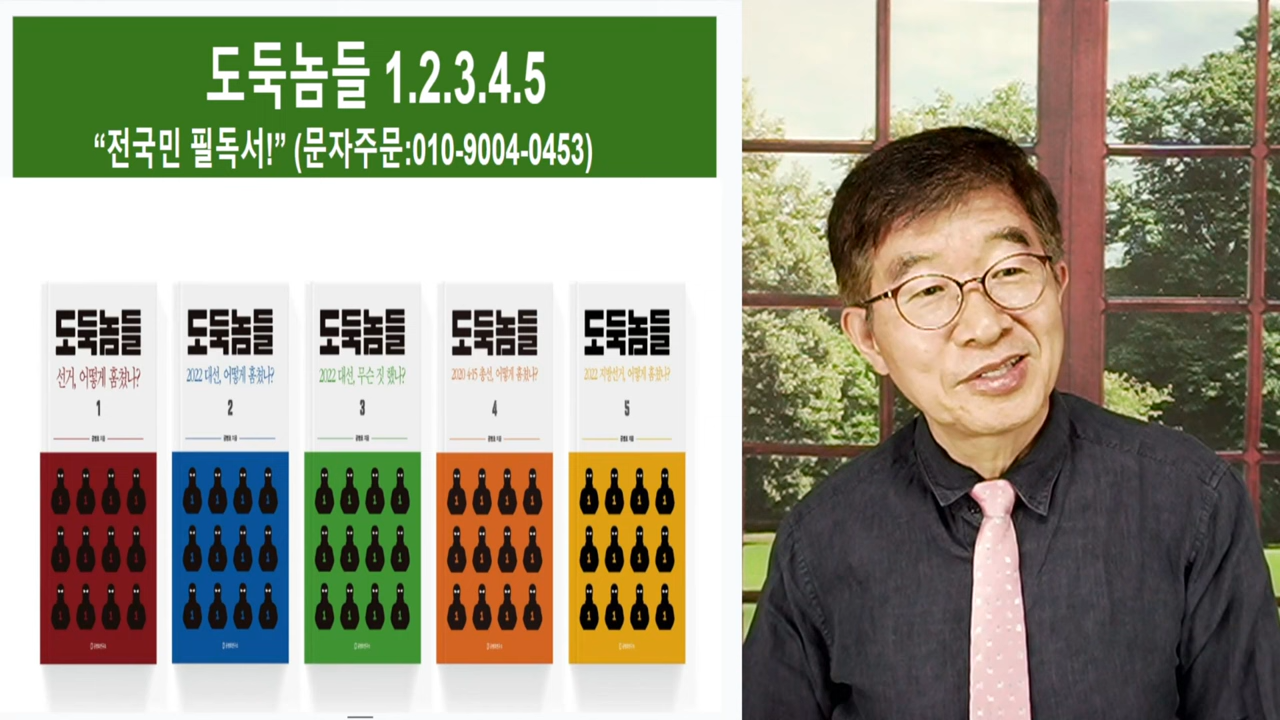 도둑놈들 1.2.3.4.5
“전국민 필독서!” (문자주문:010-9004-0453)
도둑놈들
선거, 어떻게 훔쳤나?
1
도둑놈들
2022 대선, 어떻게 훔쳤나?
2
도둑놈들
2022 대선, 무슨 짓 했나?
3
도둑놈들
2020 4·15 총선, 어떻게 훔쳤나?
4
도둑놈들
2022 지방선거, 어떻게 훔쳤나?
5